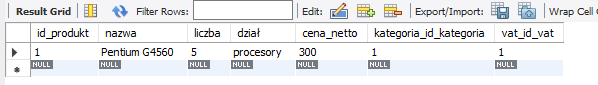 Result Grid Filter Rows: Edit: Export/Import: Wrap Cell C
id_produkt nazwa liczba dział cena_netto kategoria_id_kategoria vat_id_vat
1 Pentium G4560 5 procesory 300 1 1
NULL NULL NULL NULL NULL NULL NULL